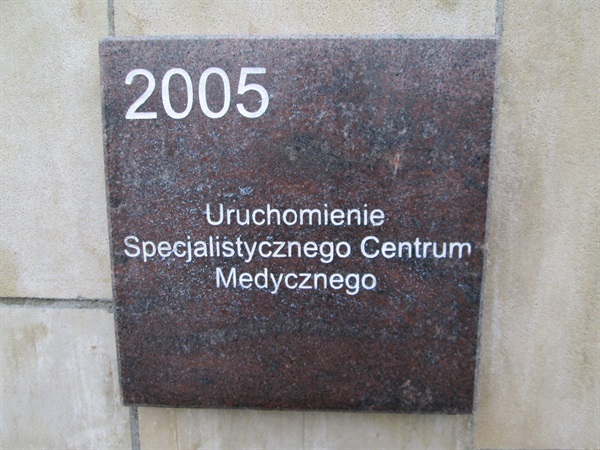 2005
Uruchomienie
Specjalistycznego Centrum
Medycznego